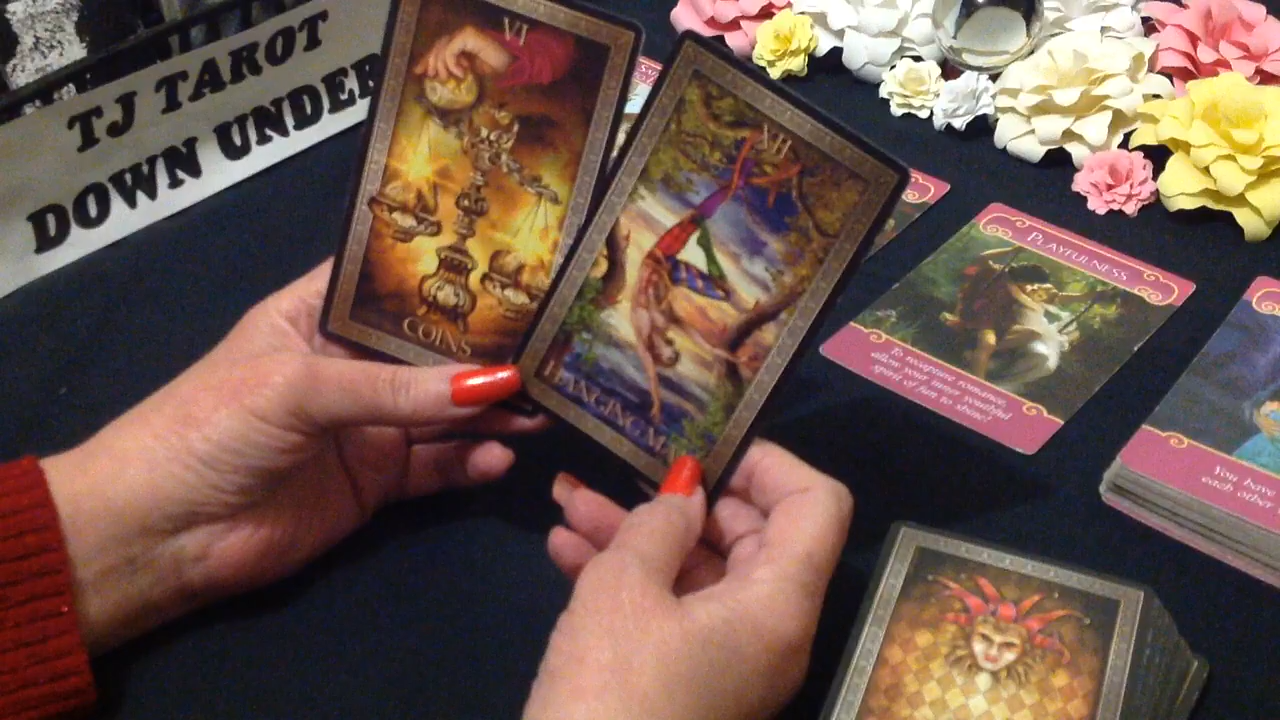 TJ TAROT
DOWN UNDER
VI
COINS
XII
HANGINGM
PLAYFULNESS
To recapture romance,
allow your inner youthful
spirit of fun to shine!
You have
each other